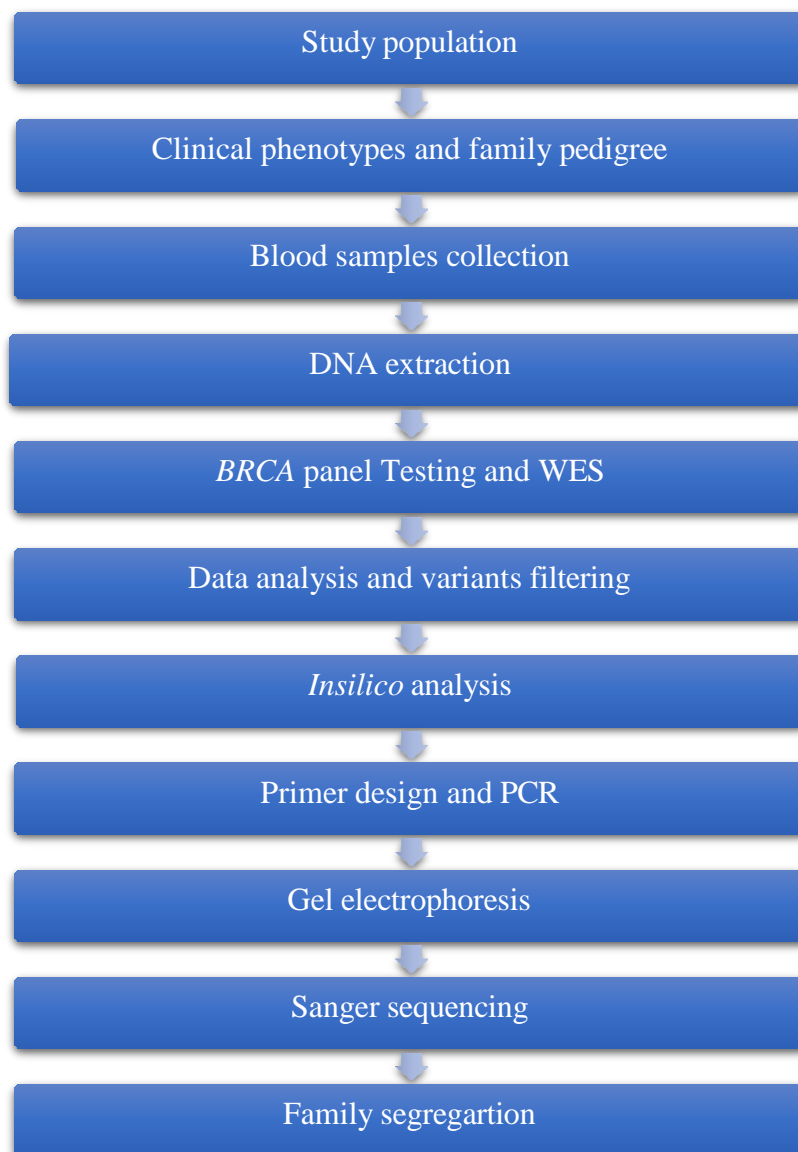 Study population
Clinical phenotypes and family pedigree
Blood samples collection
DNA extraction
BRCA panel Testing and WES
Data analysis and variants filtering
Insilico analysis
Primer design and PCR
Gel electrophoresis
Sanger sequencing
Family segregartion